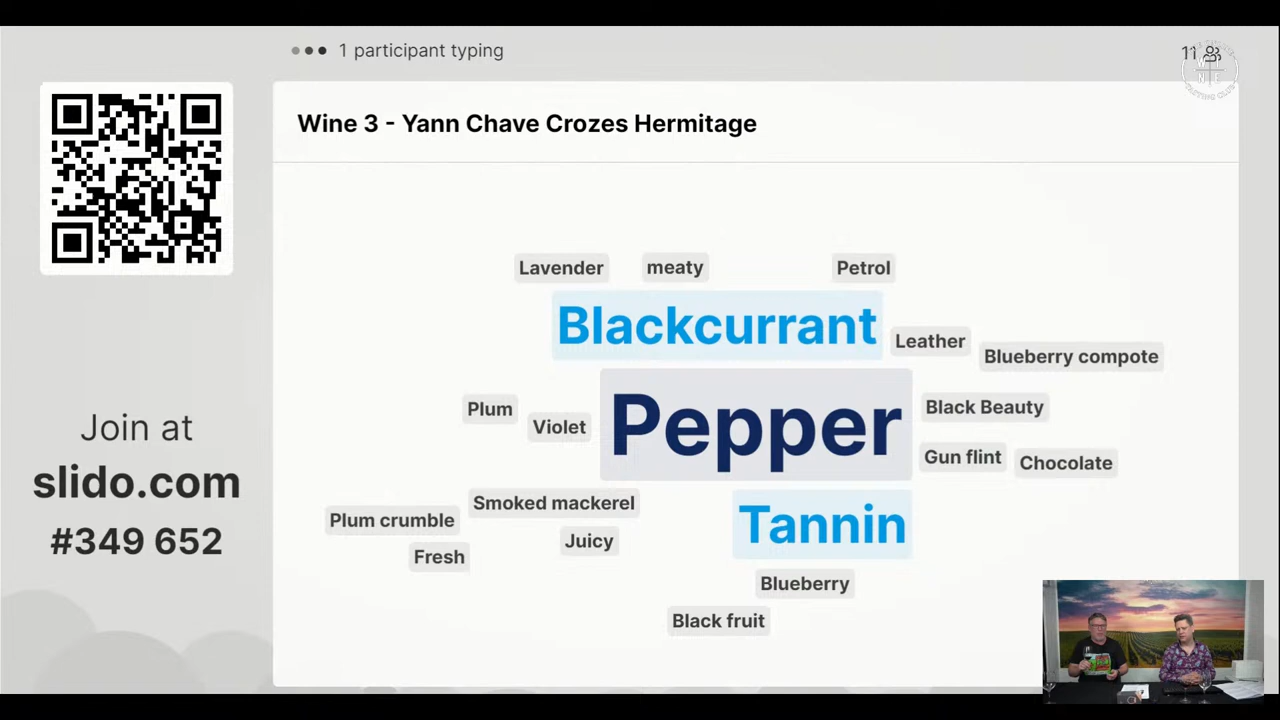 1 participant typing
11
Wine 3 - Yann Chave Crozes Hermitage
Lavender
meaty
Petrol
Blackcurrant
Leather
Blueberry compote
Plum
Violet
Pepper
Black Beauty
Gun flint
Chocolate
Smoked mackerel
Plum crumble
Juicy
Fresh
Tannin
Blueberry
Black fruit
Join at
slido.com
#349 652